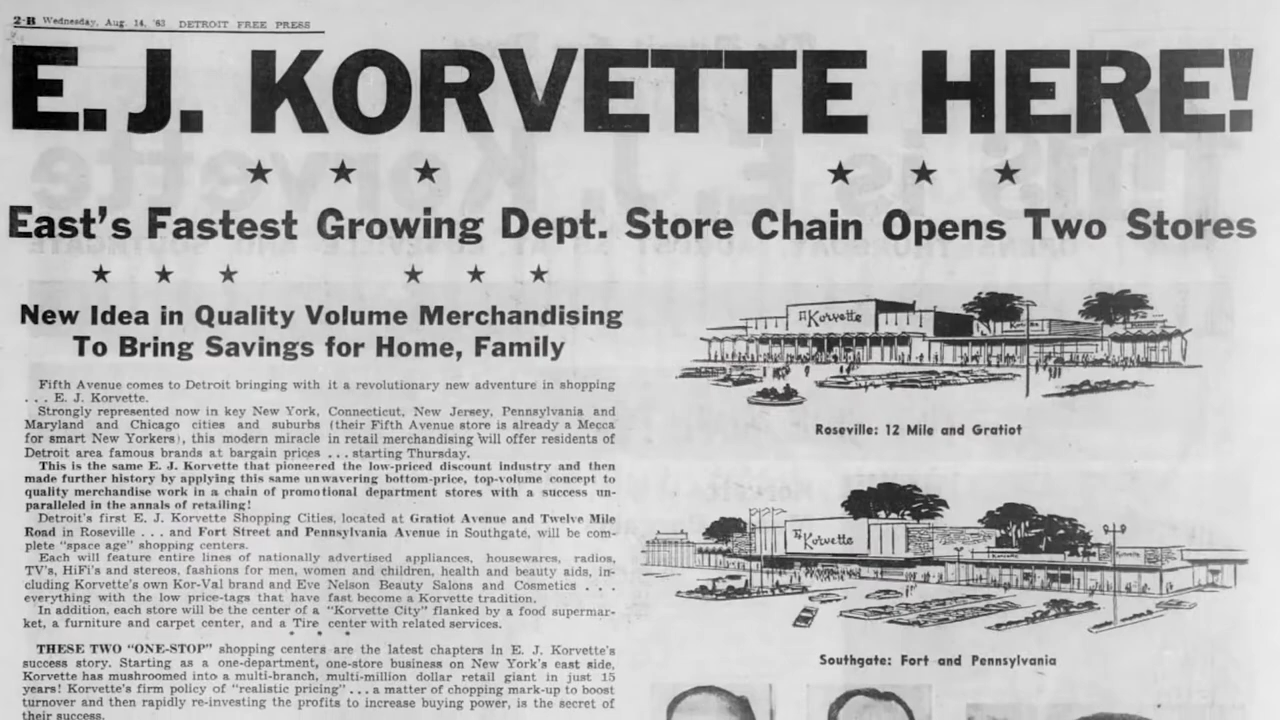 2-B Wednesday, Aug. 14, '63 DETROIT FREE PRESS
E. J. KORVETTE HERE!
East's Fastest Growing Dept. Store Chain Opens Two Stores
New Idea in Quality Volume Merchandising
To Bring Savings for Home, Family
Fifth Avenue comes to Detroit bringing with it a revolutionary new adventure in shopping
. . . E. J. Korvette.
Strongly represented now in key New York, Connecticut, New Jersey, Pennsylvania and
Maryland and Chicago cities and suburbs (their Fifth Avenue store is already a Mecca
for smart New Yorkers), this modern miracle in retail merchandising will offer residents of
Detroit area famous brands at bargain prices . . . starting Thursday.
This is the same E. J. Korvette that pioneered the low-priced discount industry and then
made further history by applying this same unwavering bottom-price, top-volume concept to
quality merchandise work in a chain of promotional department stores with a success un-
paralleled in the annals of retailing!
Detroit's first E. J. Korvette Shopping Cities, located at Gratiot Avenue and Twelve Mile
Road in Roseville . . . and Fort Street and Pennsylvania Avenue in Southgate, will be com-
plete "space age" shopping centers.
Each will feature entire lines of nationally advertised appliances, housewares, radios,
TV's, HiFi's and stereos, fashions for men, women and children, health and beauty aids, in-
cluding Korvette's own Kor-Val brand and Eve Nelson Beauty Salons and Cosmetics . . .
everything with the low price-tags that have fast become a Korvette tradition.
In addition, each store will be the center of a "Korvette City" flanked by a food supermar-
ket, a furniture and carpet center, and a Tire center with related services.
THESE TWO "ONE-STOP" shopping centers are the latest chapters in E. J. Korvette's
success story. Starting as a one-department, one-store business on New York's east side,
Korvette has mushroomed into a multi-branch, multi-million dollar retail giant in just 15
years! Korvette's firm policy of "realistic pricing" . . . a matter of chopping mark-up to boost
turnover and then rapidly re-investing the profits to increase buying power, is the secret of
their success.
Korvette
Roseville: 12 Mile and Gratiot
Korvette
Southgate: Fort and Pennsylvania